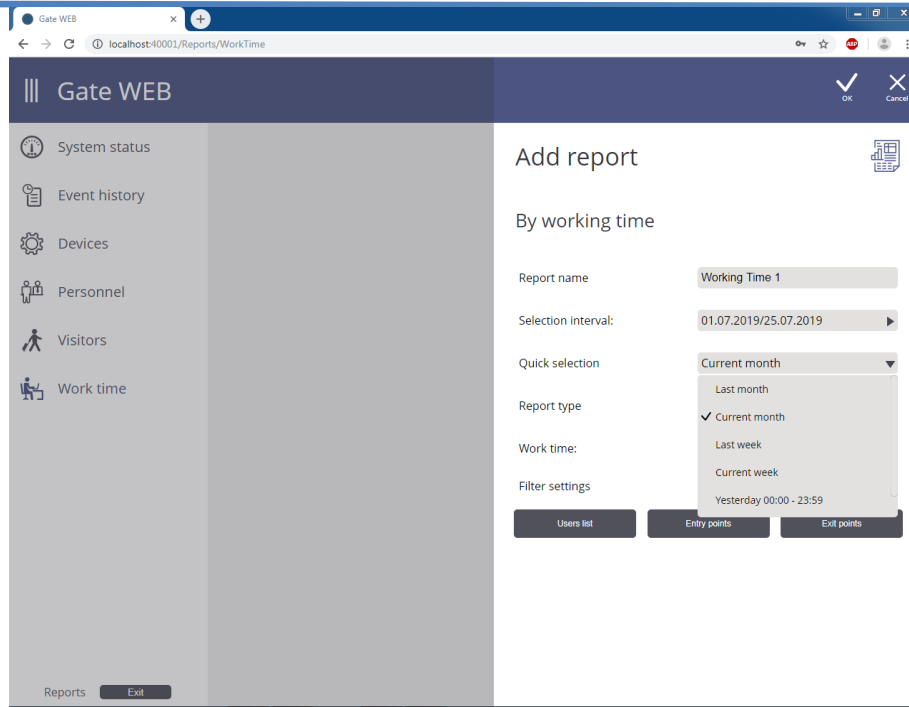 Gate WEB
localhost:40001/Reports/WorkTime
ABP
Gate WEB
OK
Cancel
System status
Event history
Devices
Personnel
Visitors
Work time
Reports
Exit
Add report
By working time
Report name
Working Time 1
Selection interval:
01.07.2019/25.07.2019
Quick selection
Current month
Last month
Current month
Last week
Current week
Yesterday 00:00 - 23:59
Report type
Work time:
Filter settings
Users list
Entry points
Exit points